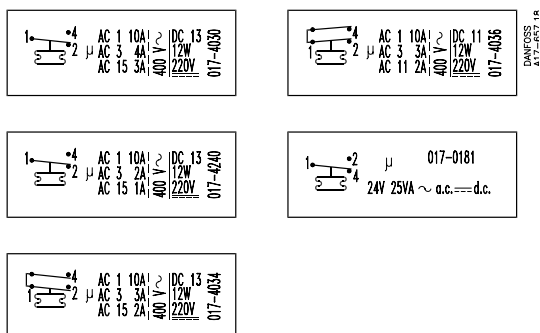 1 4 2 μ AC 1 10A ~ DC 13
AC 3 4A 400 V 12W
AC 15 3A 220V
017-4030
1 4 2 μ AC 1 10A ~ DC 11
AC 3 3A 400 V 12W
AC 11 2A 220V
017-4036
DANFOSS
A17-657.18
1 4 2 μ AC 1 10A ~ DC 13
AC 3 2A 400 V 12W
AC 15 1A 220V
017-4240
1 2 4 μ 017-0181
24V 25VA ~ a.c. ⎓ d.c.
1 4 2 μ AC 1 10A ~ DC 13
AC 3 3A 400 V 12W
AC 15 2A 220V
017-4034